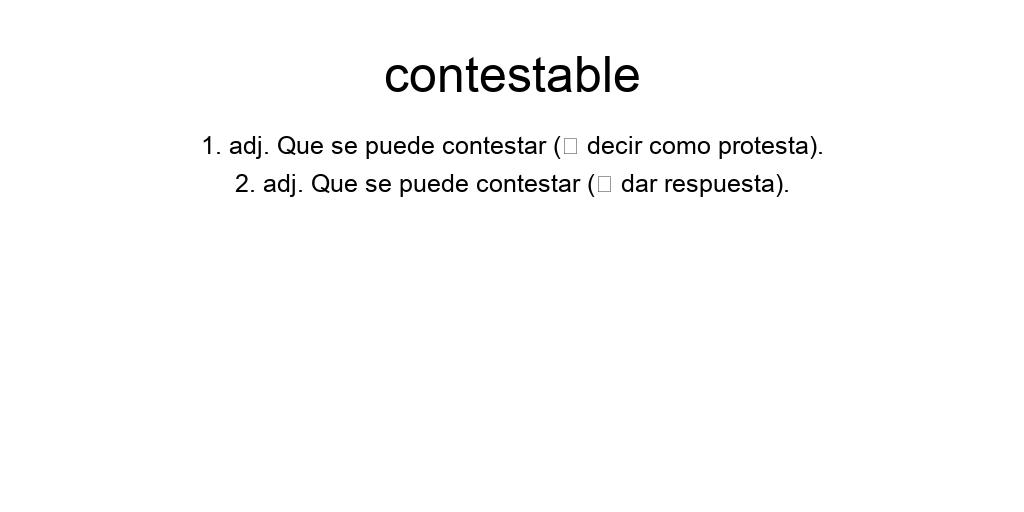 contestable
1. adj. Que se puede contestar (□ decir como protesta).
2. adj. Que se puede contestar (□ dar respuesta).